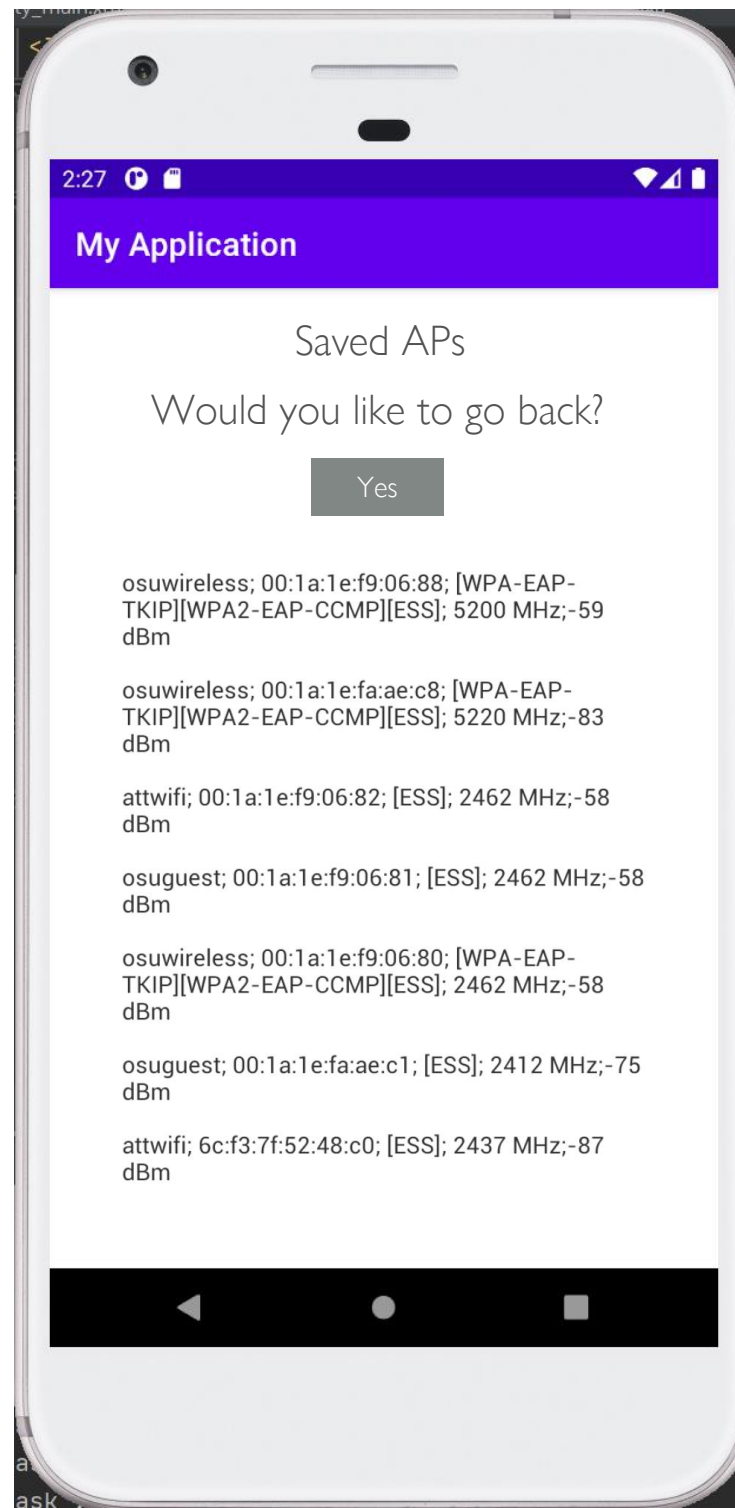 2:27
My Application
Saved APs
Would you like to go back?
Yes
osuwireless; 00:1a:1e:f9:06:88; [WPA-EAP-
TKIP][WPA2-EAP-CCMP][ESS]; 5200 MHz;-59
dBm
osuwireless; 00:1a:1e:fa:ae:c8; [WPA-EAP-
TKIP][WPA2-EAP-CCMP][ESS]; 5220 MHz;-83
dBm
attwifi; 00:1a:1e:f9:06:82; [ESS]; 2462 MHz;-58
dBm
osuguest; 00:1a:1e:f9:06:81; [ESS]; 2462 MHz;-58
dBm
osuwireless; 00:1a:1e:f9:06:80; [WPA-EAP-
TKIP][WPA2-EAP-CCMP][ESS]; 2462 MHz;-58
dBm
osuguest; 00:1a:1e:fa:ae:c1; [ESS]; 2412 MHz;-75
dBm
attwifi; 6c:f3:7f:52:48:c0; [ESS]; 2437 MHz;-87
dBm
ask